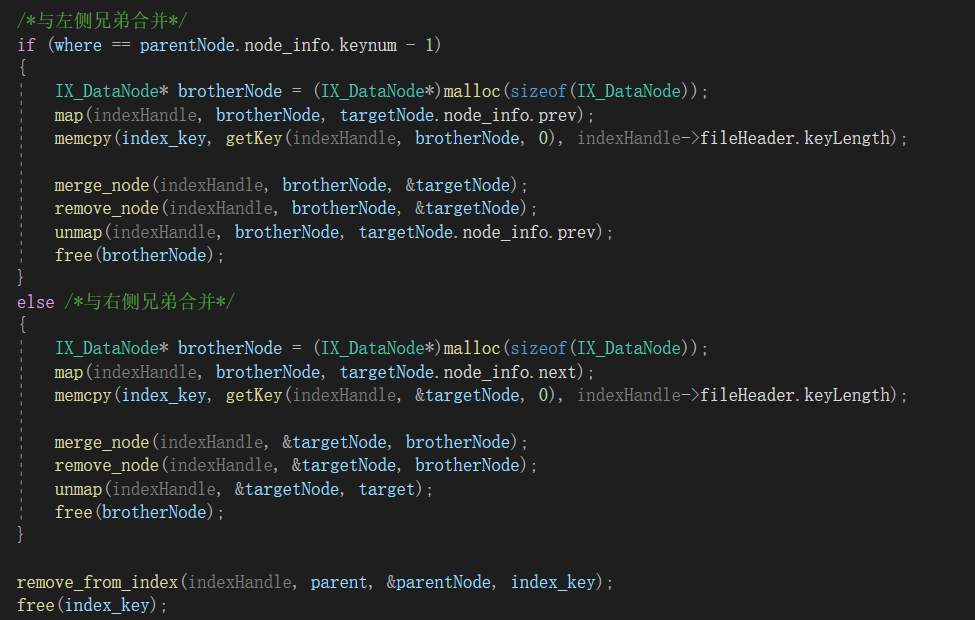 /*与左侧兄弟合并*/
if (where == parentNode.node_info.keynum - 1)
{
    IX_DataNode* brotherNode = (IX_DataNode*)malloc(sizeof(IX_DataNode));
    map(indexHandle, brotherNode, targetNode.node_info.prev);
    memcpy(index_key, getKey(indexHandle, brotherNode, 0), indexHandle->fileHeader.keyLength);

    merge_node(indexHandle, brotherNode, &targetNode);
    remove_node(indexHandle, brotherNode, &targetNode);
    unmap(indexHandle, brotherNode, targetNode.node_info.prev);
    free(brotherNode);
}
else /*与右侧兄弟合并*/
{
    IX_DataNode* brotherNode = (IX_DataNode*)malloc(sizeof(IX_DataNode));
    map(indexHandle, brotherNode, targetNode.node_info.next);
    memcpy(index_key, getKey(indexHandle, &targetNode, 0), indexHandle->fileHeader.keyLength);

    merge_node(indexHandle, &targetNode, brotherNode);
    remove_node(indexHandle, &targetNode, brotherNode);
    unmap(indexHandle, &targetNode, target);
    free(brotherNode);
}

remove_from_index(indexHandle, parent, &parentNode, index_key);
free(index_key);